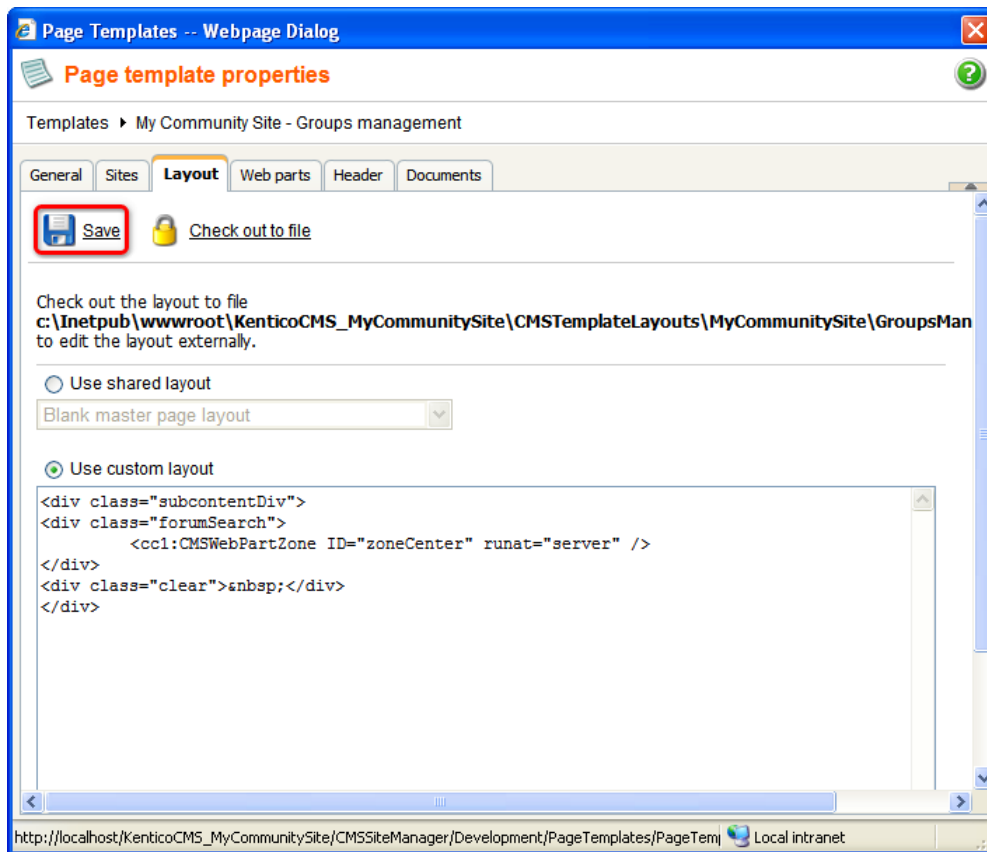 Page Templates -- Webpage Dialog
Page template properties
Templates ▸ My Community Site - Groups management
General Sites Layout Web parts Header Documents
Save Check out to file
Check out the layout to file
c:\Inetpub\wwwroot\KenticoCMS_MyCommunitySite\CMSTemplateLayouts\MyCommunitySite\GroupsMan
to edit the layout externally.
Use shared layout
Blank master page layout
Use custom layout
<div class="subcontentDiv">
<div class="forumSearch">
<cc1:CMSWebPartZone ID="zoneCenter" runat="server" />
</div>
<div class="clear">&nbsp;</div>
</div>
http://localhost/KenticoCMS_MyCommunitySite/CMSSiteManager/Development/PageTemplates/PageTemp Local intranet